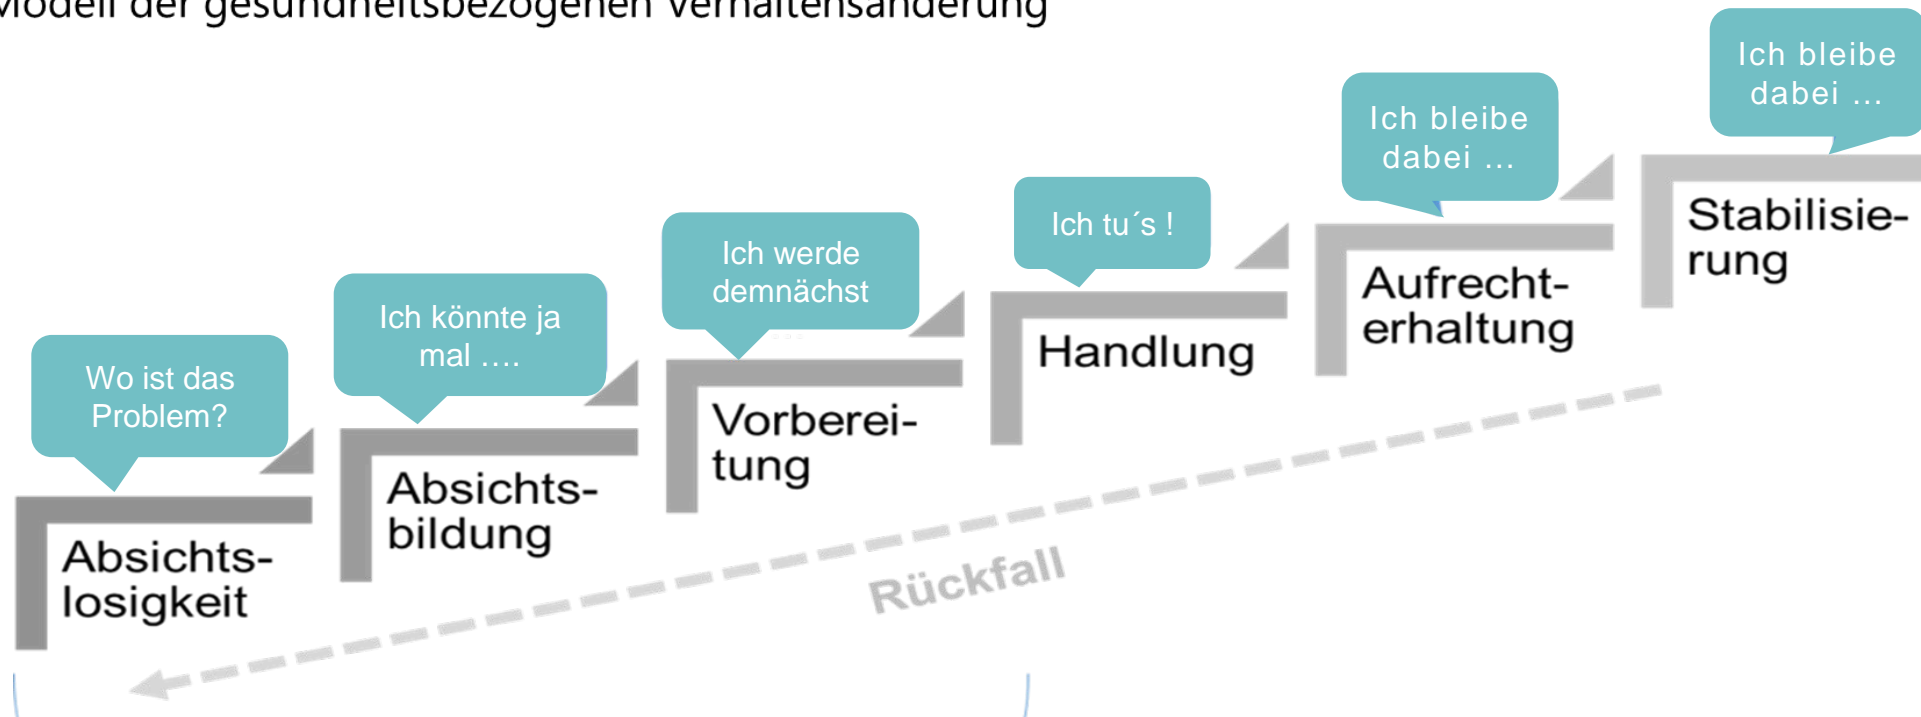 Modell der gesundheitsbezogenen Verhaltensänderung
Wo ist das
Problem?
Absichts-
losigkeit
Ich könnte ja
mal ….
Absichts-
bildung
Ich werde
demnächst
...
Vorberei-
tung
Ich tu´s !
Handlung
Ich bleibe
dabei ...
Aufrecht-
erhaltung
Ich bleibe
dabei ...
Stabilisie-
rung
Rückfall